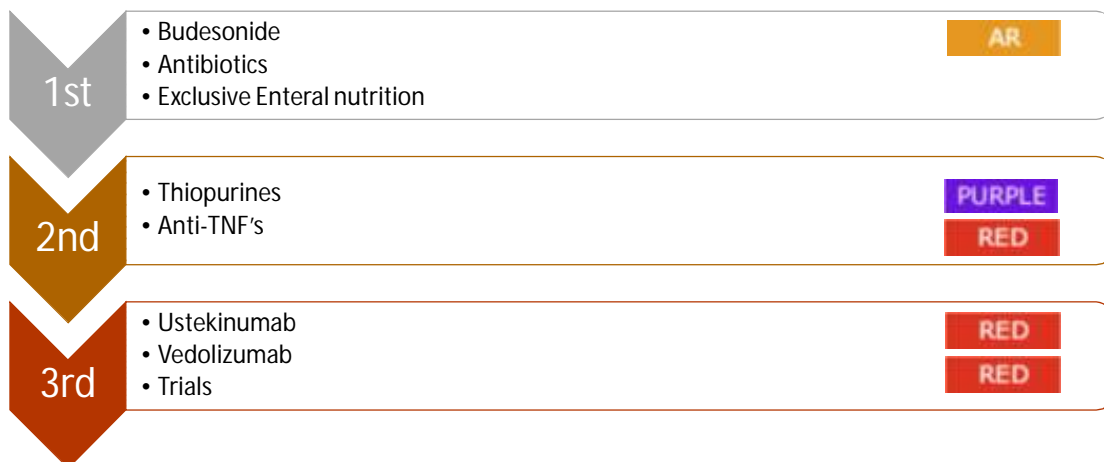 1st
• Budesonide
AR
• Antibiotics
• Exclusive Enteral nutrition
2nd
• Thiopurines
PURPLE
• Anti-TNF's
RED
3rd
• Ustekinumab
RED
• Vedolizumab
RED
• Trials